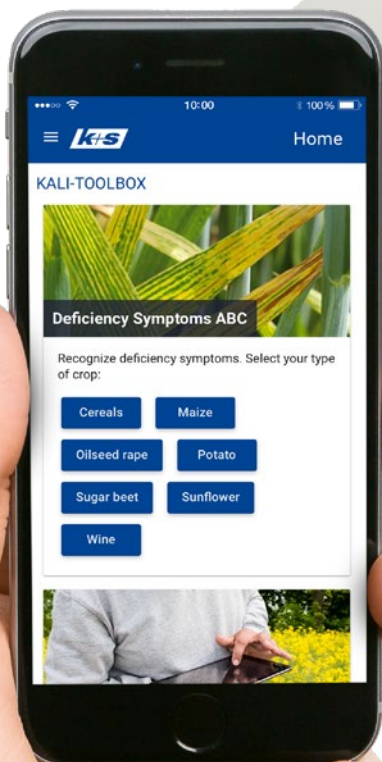 10:00
100%
K+S
Home
KALI-TOOLBOX
Deficiency Symptoms ABC
Recognize deficiency symptoms. Select your type
of crop:
Cereals
Maize
Oilseed rape
Potato
Sugar beet
Sunflower
Wine